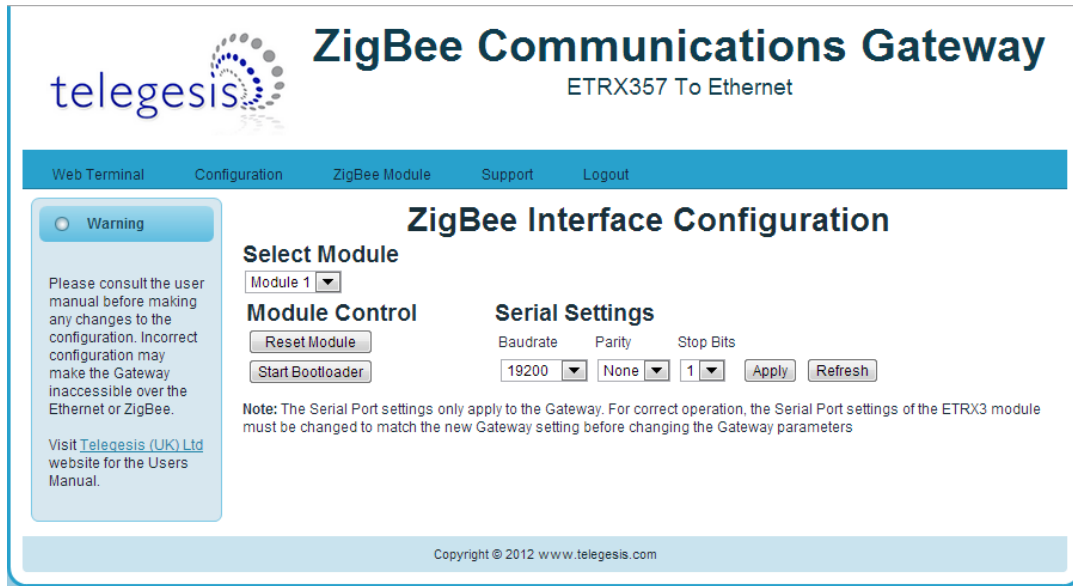 telegesis
ZigBee Communications Gateway
ETRX357 To Ethernet
Web Terminal Configuration ZigBee Module Support Logout
Warning
Please consult the user
manual before making
any changes to the
configuration. Incorrect
configuration may
make the Gateway
inaccessible over the
Ethernet or ZigBee.
Visit Telegesis (UK) Ltd
website for the Users
Manual.
ZigBee Interface Configuration
Select Module
Module 1
Module Control
Reset Module
Start Bootloader
Serial Settings
Baudrate Parity Stop Bits
19200 None 1 Apply Refresh
Note: The Serial Port settings only apply to the Gateway. For correct operation, the Serial Port settings of the ETRX3 module
must be changed to match the new Gateway setting before changing the Gateway parameters
Copyright © 2012 www.telegesis.com